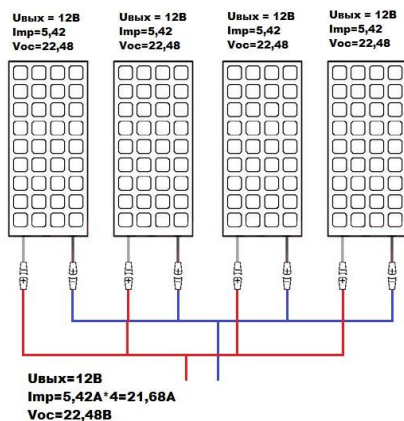 Uвых = 12В
Imp=5,42
Voc=22,48
Uвых = 12В
Imp=5,42
Voc=22,48
Uвых = 12В
Imp=5,42
Voc=22,48
Uвых = 12В
Imp=5,42
Voc=22,48
Uвых=12В
Imp=5,42А*4=21,68А
Voc=22,48В